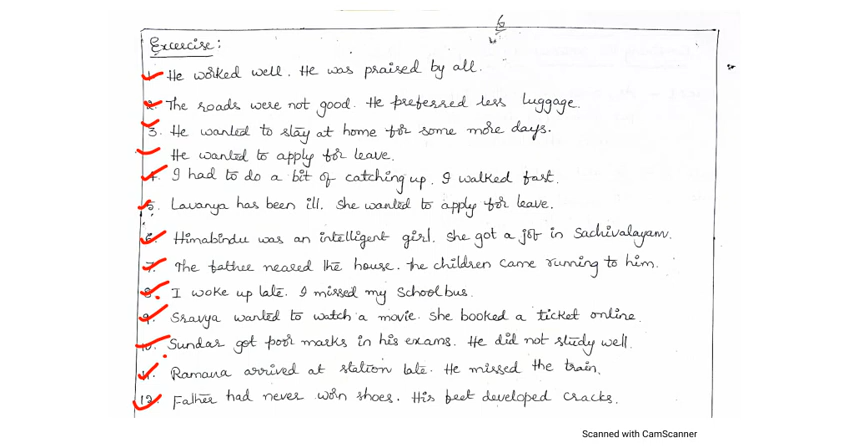 6
Excercise:
1. He worked well. He was praised by all.
2. The roads were not good. He preferred less luggage.
3. He wanted to stay at home for some more days.
He wanted to apply for leave.
4. I had to do a bit of catching up. I walked fast.
5. Lavanya has been ill. She wanted to apply for leave.
6. Himabindu was an intelligent girl. She got a job in Sachivalayam.
7. The father neared the house. The children came running to him.
8. I woke up late. I missed my School bus.
9. Sravya wanted to watch a movie. She booked a ticket online.
10. Sundar got poor marks in his exams. He did not study well.
11. Ramana arrived at station late. He missed the train.
12. Father had never worn shoes. His feet developed cracks.
Scanned with CamScanner